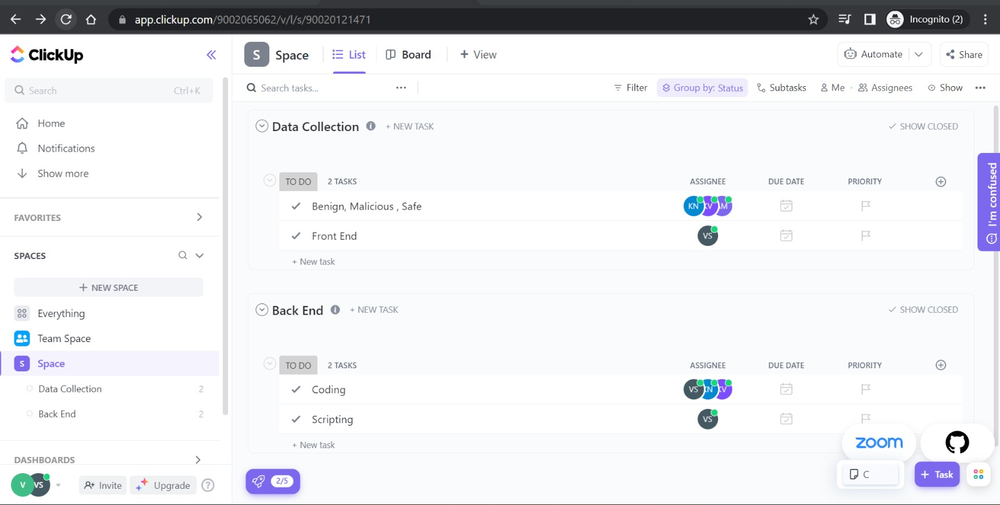 app.clickup.com/9002065062/v/l/s/90020121471
Incognito (2)
ClickUp
S Space List Board + View
Automate Share
Search Ctrl+K
Search tasks... ...
Filter Group by: Status Subtasks Me Assignees Show ...
Home
Notifications
Show more
FAVORITES
SPACES
+ NEW SPACE
Everything
Team Space
S Space
Data Collection 2
Back End 2
DASHBOARDS
V VS Invite Upgrade ?
Data Collection + NEW TASK SHOW CLOSED
TO DO 2 TASKS ASSIGNEE DUE DATE PRIORITY
Benign, Malicious , Safe KN KV AM
Front End VS
+ New task
Back End + NEW TASK SHOW CLOSED
TO DO 2 TASKS ASSIGNEE DUE DATE PRIORITY
Coding VS KN KV
Scripting VS
+ New task
I'm confused
zoom
2/5
C
+ Task